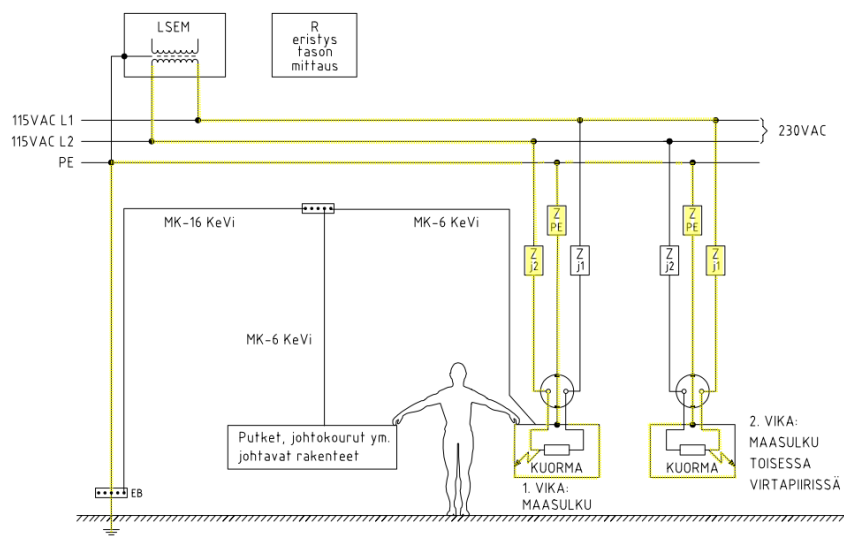 LSEM
R
eristys
tason
mittaus
115VAC L1
115VAC L2
230VAC
PE
MK-16 KeVi
MK-6 KeVi
Z
PE
Z
PE
Z
j2
Z
j1
Z
j2
Z
j1
MK-6 KeVi
Putket, johtokourut ym.
johtavat rakenteet
KUORMA
KUORMA
1. VIKA:
MAASULKU
2. VIKA:
MAASULKU
TOISESSA
VIRTAPIIRISSÄ
EB